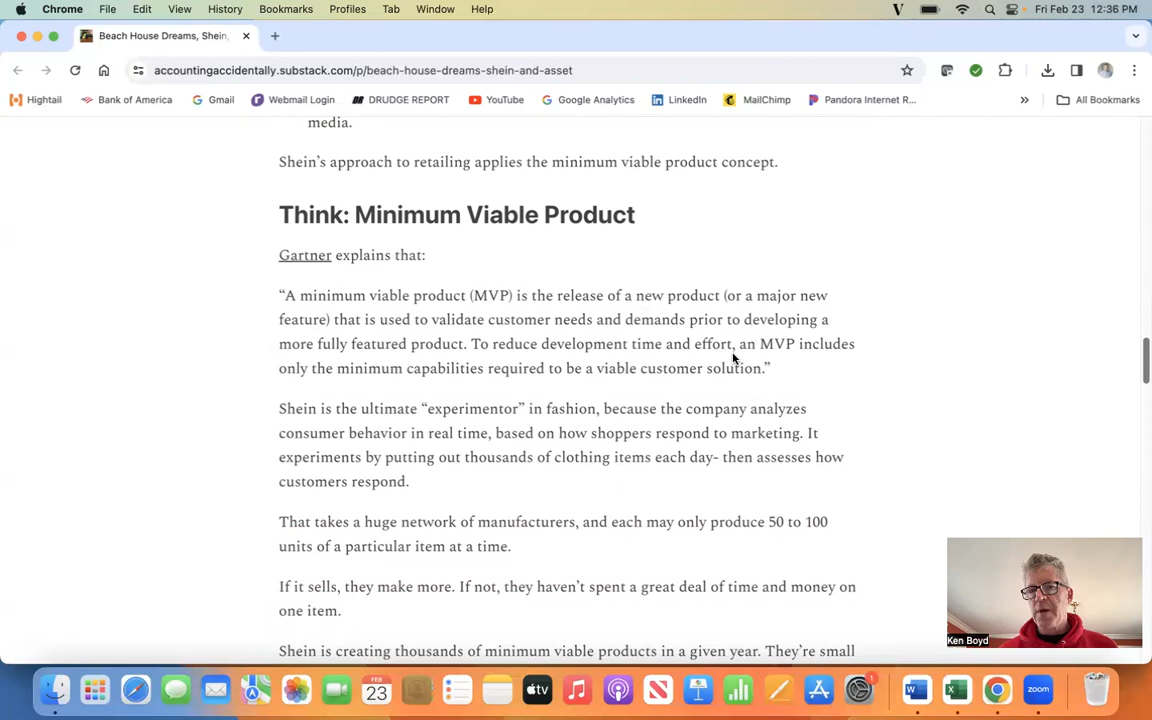 Chrome File Edit View History Bookmarks Profiles Tab Window Help Fri Feb 23 12:36 PM
Beach House Dreams, Shein,
accountingaccidentally.substack.com/p/beach-house-dreams-shein-and-asset
Hightail Bank of America Gmail Webmail Login DRUDGE REPORT YouTube Google Analytics LinkedIn MailChimp Pandora Internet R... » All Bookmarks
media.
Shein’s approach to retailing applies the minimum viable product concept.
Think: Minimum Viable Product
Gartner explains that:
“A minimum viable product (MVP) is the release of a new product (or a major new
feature) that is used to validate customer needs and demands prior to developing a
more fully featured product. To reduce development time and effort, an MVP includes
only the minimum capabilities required to be a viable customer solution.”
Shein is the ultimate “experimentor” in fashion, because the company analyzes
consumer behavior in real time, based on how shoppers respond to marketing. It
experiments by putting out thousands of clothing items each day- then assesses how
customers respond.
That takes a huge network of manufacturers, and each may only produce 50 to 100
units of a particular item at a time.
If it sells, they make more. If not, they haven’t spent a great deal of time and money on
one item.
Ken Boyd
Shein is creating thousands of minimum viable products in a given year. They’re small
FEB
23
tv
zoom
1